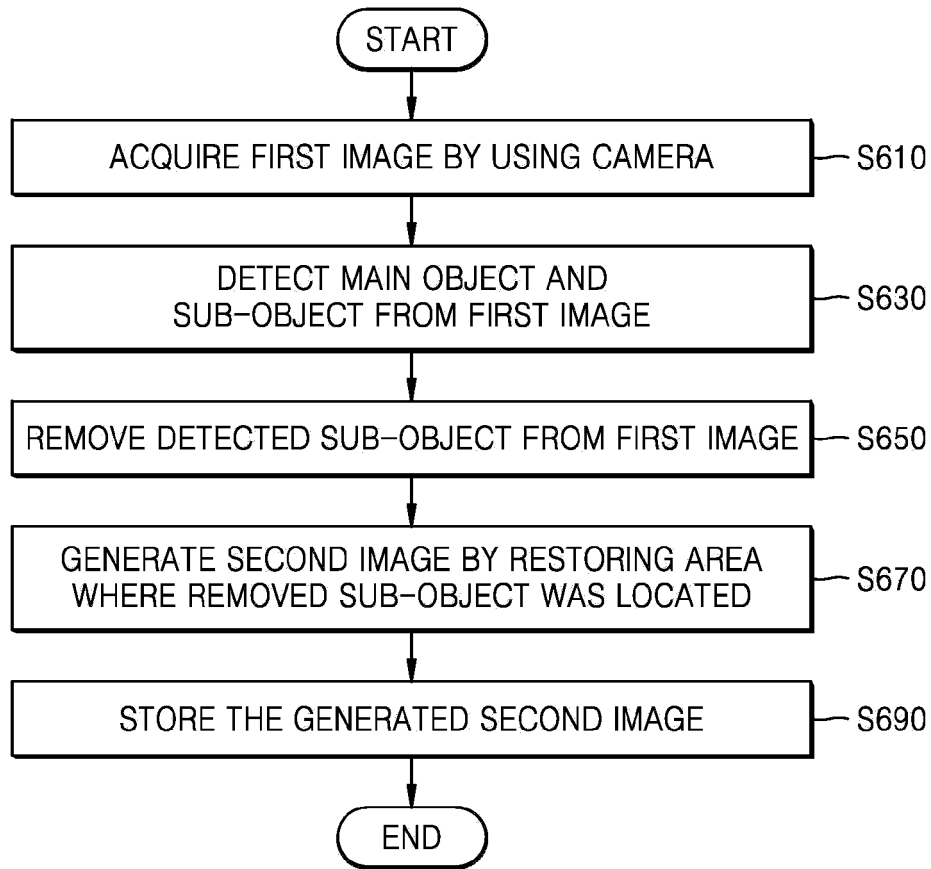 START
ACQUIRE FIRST IMAGE BY USING CAMERA
S610
DETECT MAIN OBJECT AND
SUB-OBJECT FROM FIRST IMAGE
S630
REMOVE DETECTED SUB-OBJECT FROM FIRST IMAGE
S650
GENERATE SECOND IMAGE BY RESTORING AREA
WHERE REMOVED SUB-OBJECT WAS LOCATED
S670
STORE THE GENERATED SECOND IMAGE
S690
END